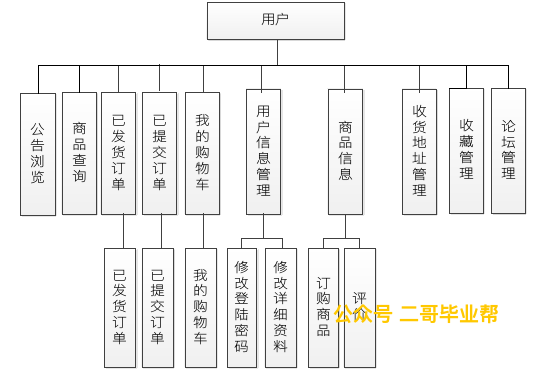 用户
公告浏览
商品查询
已发货订单
已提交订单
我的购物车
用户信息管理
商品信息
收货地址管理
收藏管理
论坛管理
已发货订单
已提交订单
我的购物车
修改登陆密码
修改详细资料
订购商品
评价
公众号 二哥毕业帮